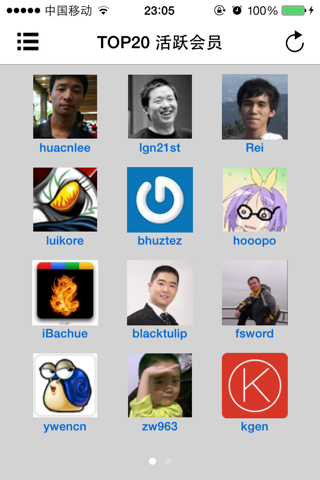 中国移动 23:05
TOP20 活跃会员
huacnlee lgn21st Rei
luikore bhuztez hooopo
iBachue blacktulip fsword
ywencn zw963 kgen